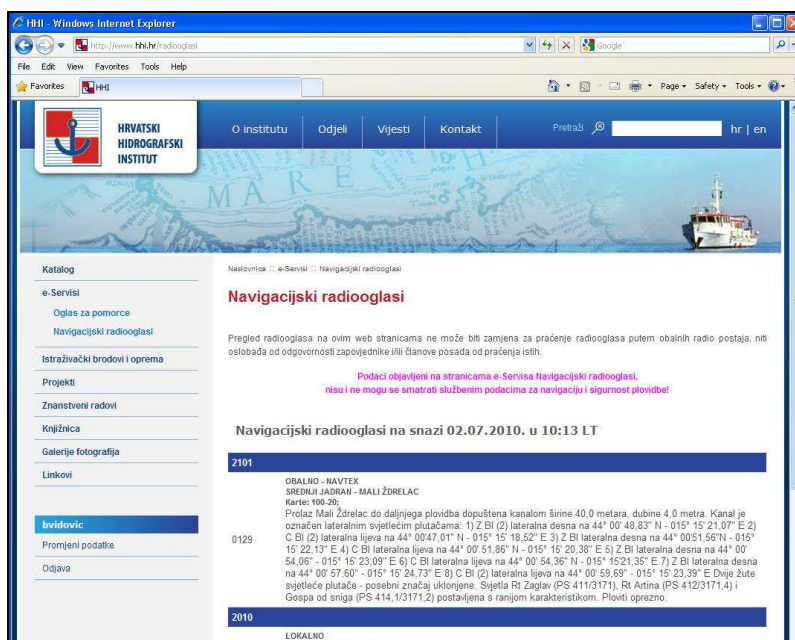 HHI - Windows Internet Explorer
http://www.hhi.hr/radiooglasi
Google
File Edit View Favorites Tools Help
Favorites HHI Page Safety Tools
HRVATSKI
HIDROGRAFSKI
INSTITUT
O institutu Odjeli Vijesti Kontakt Pretraži hr | en
MARE
Katalog
e-Servisi
Oglas za pomorce
Navigacijski radiooglasi
Istraživački brodovi i oprema
Projekti
Znanstveni radovi
Knjižnica
Galerije fotografija
Linkovi
bvidovic
Promjeni podatke
Odjava
Naslovnica :: e-Servisi :: Navigacijski radiooglasi
Navigacijski radiooglasi
Pregled radiooglasa na ovim web stranicama ne može biti zamjena za praćenje radiooglasa putem obalnih radio postaja, niti
oslobađa od odgovornosti zapovjednike i/ili članove posada od praćenja istih.
Podaci objavljeni na stranicama e-Servisa Navigacijski radiooglasi,
nisu i ne mogu se smatrati službenim podacima za navigaciju i sigurnost plovidbe!
Navigacijski radiooglasi na snazi 02.07.2010. u 10:13 LT
2101
0129
OBALNO - NAVTEX
SREDNJI JADRAN - MALI ŽDRELAC
Karte: 100-20;
Prolaz Mali Ždrelac do daljnjega plovidba dopuštena kanalom širine 40,0 metara, dubine 4,0 metra. Kanal je
označen lateralnim svjetlećim plutačama: 1) Z Bl (2) lateralna desna na 44° 00' 48,83" N - 015° 15' 21,07" E 2)
C Bl (2) lateralna lijeva na 44° 00'47,01" N - 015° 15' 18,52" E 3) Z Bl lateralna desna na 44° 00'51,56"N - 015°
15' 22,13" E 4) C Bl lateralna lijeva na 44° 00' 51,86" N - 015° 15' 20,38" E 5) Z Bl lateralna desna na 44° 00'
54,06" - 015° 15' 23,09" E 6) C Bl lateralna lijeva na 44° 00' 54,36" N - 015° 15'21,35" E 7) Z Bl lateralna desna
na 44° 00' 57,60" - 015° 15' 24,73" E 8) C Bl (2) lateralna lijeva na 44° 00' 59,69" - 015° 15' 23,39" E Dvije žute
svjetleće plutače - posebni značaj uklonjene. Svjetla Rt Zaglav (PS 411/3171), Rt Artina (PS 412/3171,4) i
Gospa od sniga (PS 414,1/3171,2) postavljena s ranijom karakteristikom. Ploviti oprezno.
2010
LOKALNO